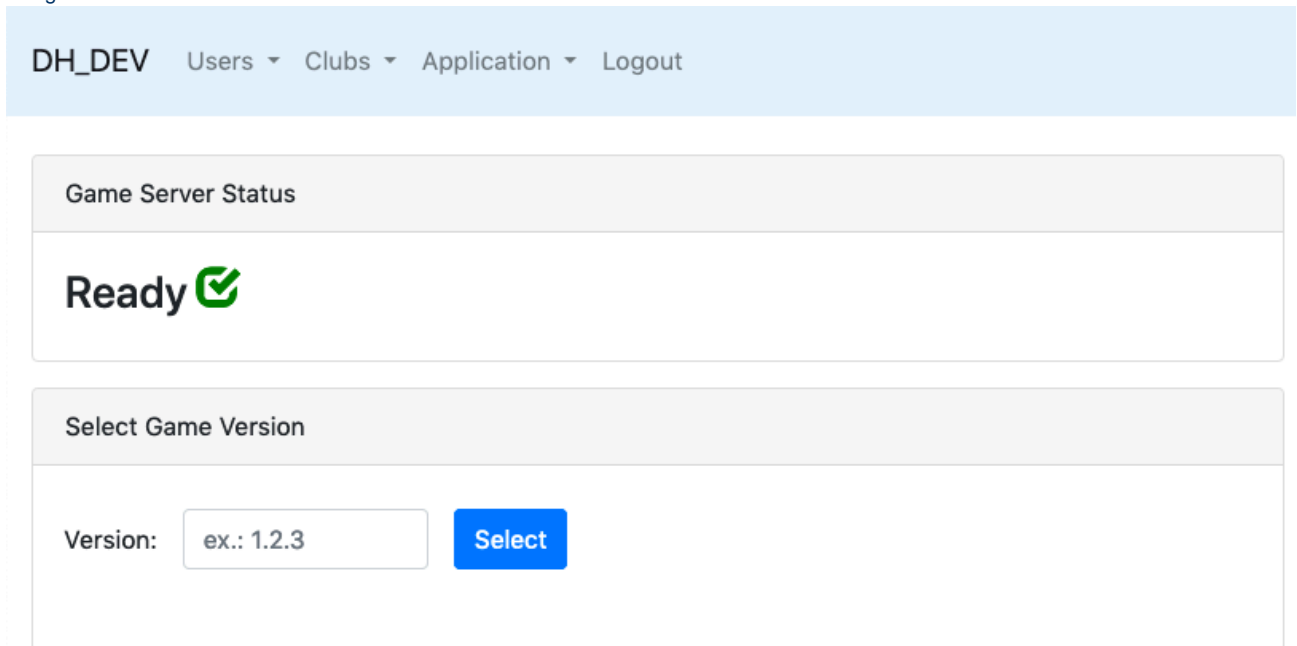 DH_DEV Users Clubs Application Logout
Game Server Status
Ready
Select Game Version
Version: ex.: 1.2.3 Select